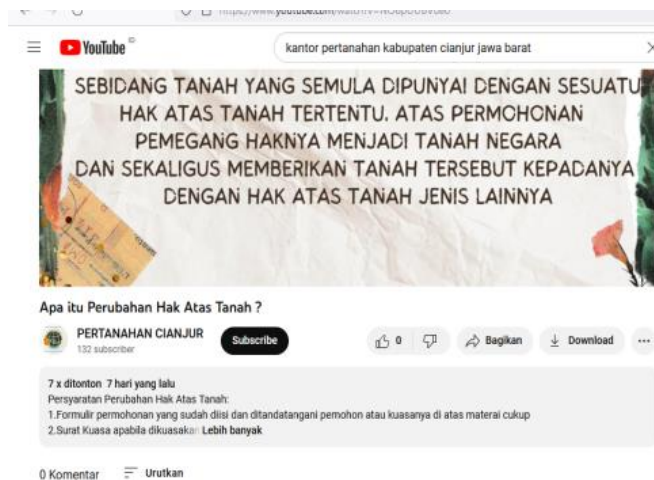 YouTube ID
kantor pertanahan kabupaten cianjur jawa barat
SEBIDANG TANAH YANG SEMULA DIPUNYAI DENGAN SESUATU
HAK ATAS TANAH TERTENTU. ATAS PERMOHONAN
PEMEGANG HAKNYA MENJADI TANAH NEGARA
DAN SEKALIGUS MEMBERIKAN TANAH TERSEBUT KEPADANYA
DENGAN HAK ATAS TANAH JENIS LAINNYA
Apa itu Perubahan Hak Atas Tanah ?
PERTANAHAN CIANJUR
132 subscriber
Subscribe
0
Bagikan
Download
7 x ditonton 7 hari yang lalu
Persyaratan Perubahan Hak Atas Tanah:
1.Formulir permohonan yang sudah diisi dan ditandatangani pemohon atau kuasanya di atas materai cukup
2.Surat Kuasa apabila dikuasakan Lebih banyak
0 Komentar
Urutkan